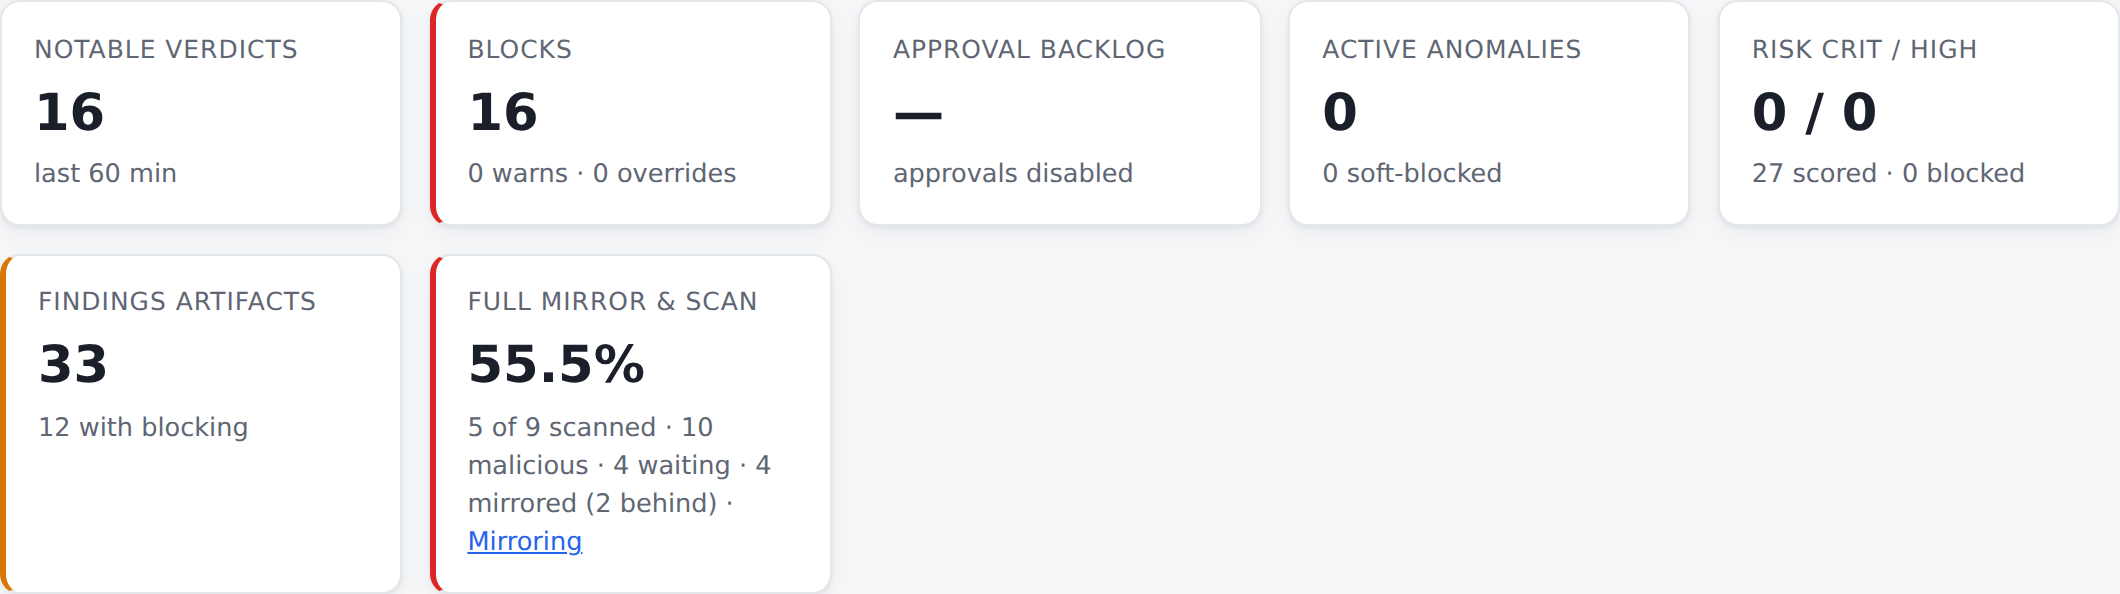 NOTABLE VERDICTS
16
last 60 min
BLOCKS
16
0 warns · 0 overrides
APPROVAL BACKLOG
—
approvals disabled
ACTIVE ANOMALIES
0
0 soft-blocked
RISK CRIT / HIGH
0 / 0
27 scored · 0 blocked
FINDINGS ARTIFACTS
33
12 with blocking
FULL MIRROR & SCAN
55.5%
5 of 9 scanned · 10
malicious · 4 waiting · 4
mirrored (2 behind) ·
Mirroring